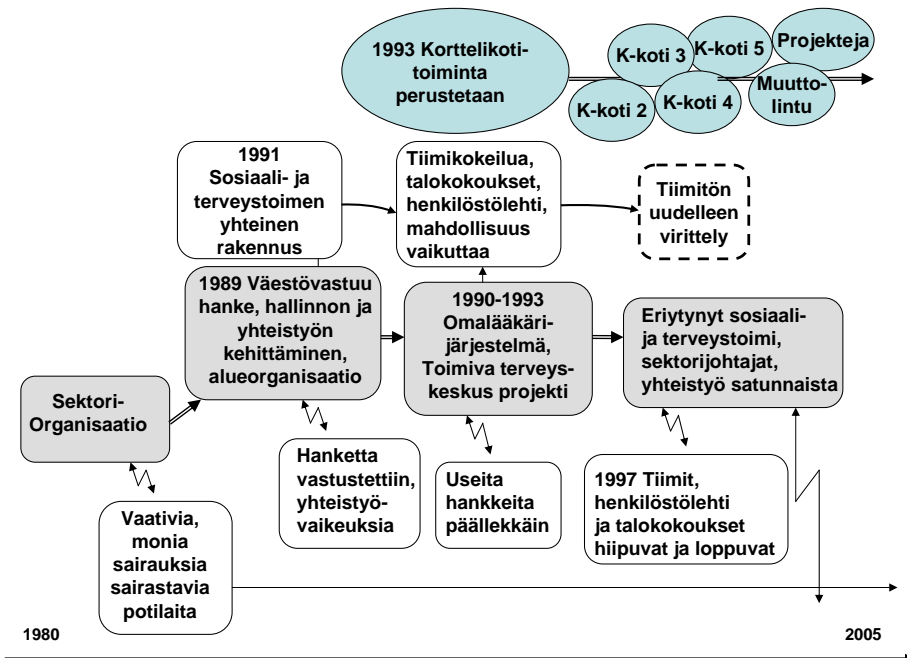 1993 Korttelikoti-
toiminta
perustetaan
K-koti 2
K-koti 3
K-koti 4
K-koti 5
Muutto-
lintu
Projekteja
1991
Sosiaali- ja
terveystoimen
yhteinen
rakennus
Tiimikokeilua,
talokokoukset,
henkilöstölehti,
mahdollisuus
vaikuttaa
Tiimitön
uudelleen
virittely
Sektori-
Organisaatio
1989 Väestövastuu
hanke, hallinnon ja
yhteistyön
kehittäminen,
alueorganisaatio
1990-1993
Omalääkäri-
järjestelmä,
Toimiva terveys-
keskus projekti
Eriytynyt sosiaali-
ja terveystoimi,
sektorijohtajat,
yhteistyö satunnaista
Vaativia,
monia
sairauksia
sairastavia
potilaita
Hanketta
vastustettiin,
yhteistyö-
vaikeuksia
Useita
hankkeita
päällekkäin
1997 Tiimit,
henkilöstölehti
ja talokokoukset
hiipuvat ja loppuvat
1980
2005